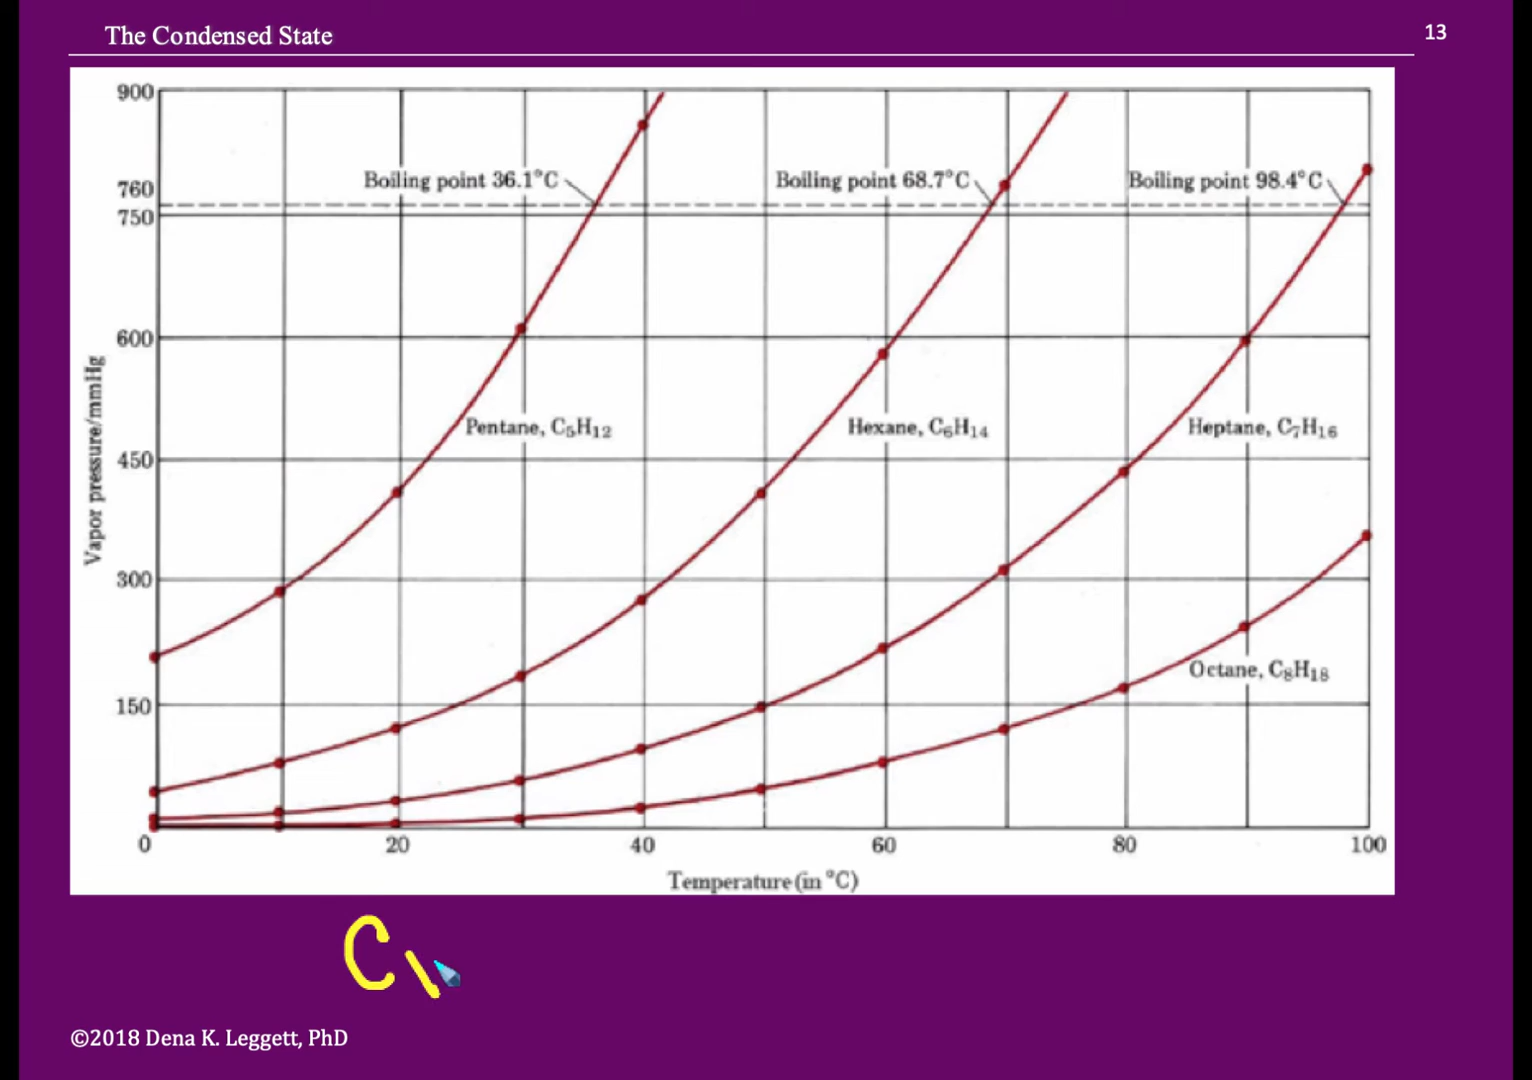 The Condensed State
13
900
Boiling point 36.1°C
Boiling point 68.7°C
Boiling point 98.4°C
760
750
600
Vapor pressure/mmHg
Pentane, C₅H₁₂
Hexane, C₆H₁₄
Heptane, C₇H₁₆
450
300
Octane, C₈H₁₈
150
0 20 40 60 80 100
Temperature (in °C)
C
©2018 Dena K. Leggett, PhD